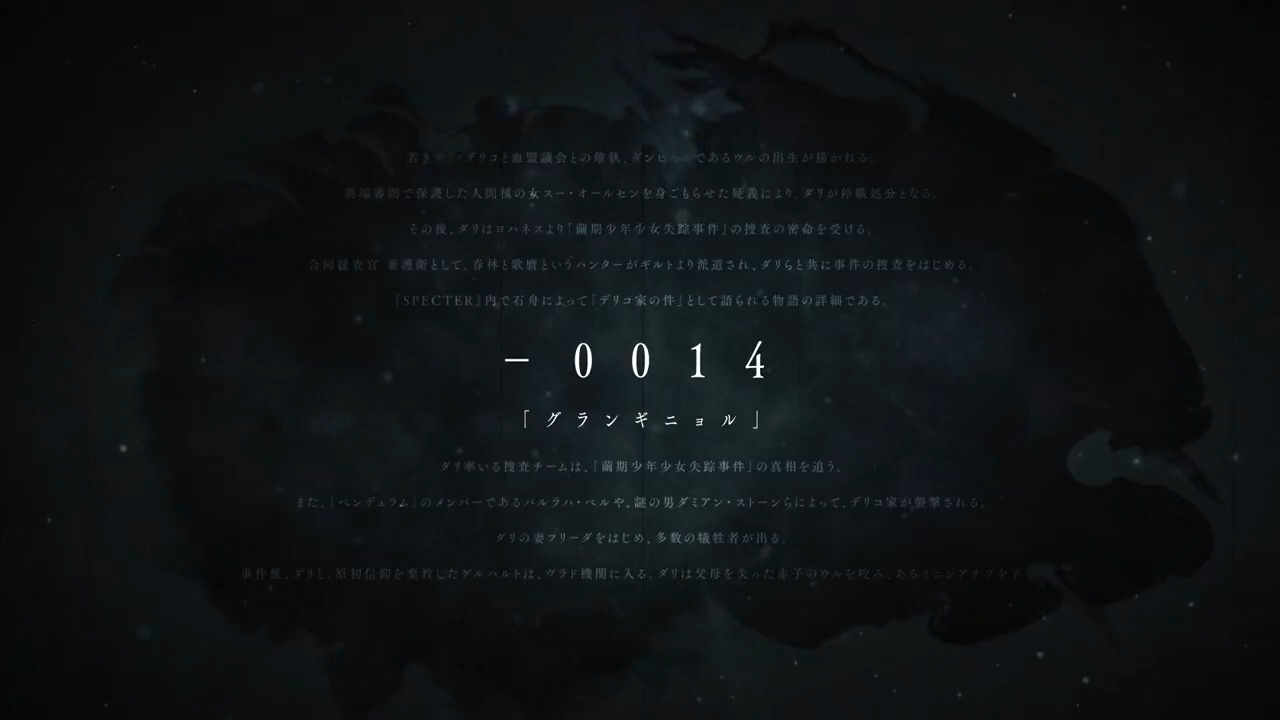 若き デリコと血盟議会との確執、ダンピールであるウルの出生が描かれる。
異端審問で保護した人間種の女スー・オールセンを身ごもらせた疑義により、ダリが停職処分となる。
その後、ダリはヨハネスより「繭期少年少女失踪事件」の捜査の密命を受ける。
合同捜査官 兼護衛として、春林と歌麿というハンターがギルトより派遣され、ダリらと共に事件の捜査をはじめる。
『SPECTER』内で石舟によって「デリコ家の件」として語られる物語の詳細である。
− 0 0 1 4
「グランギニョル」
ダリ率いる捜査チームは、「繭期少年少女失踪事件」の真相を追う。
また、「ペンデュラム」のメンバーであるバルラハ・ベルや、謎の男ダミアン・ストーンらによって、デリコ家が襲撃される。
ダリの妻フリーダをはじめ、多数の犠牲者が出る。
事件後、ダリと、原初信仰を棄教したゲルハルトは、ヴラド機関に入る。ダリは父母を失った赤子のウルを咬み、あるイニシアチブを下